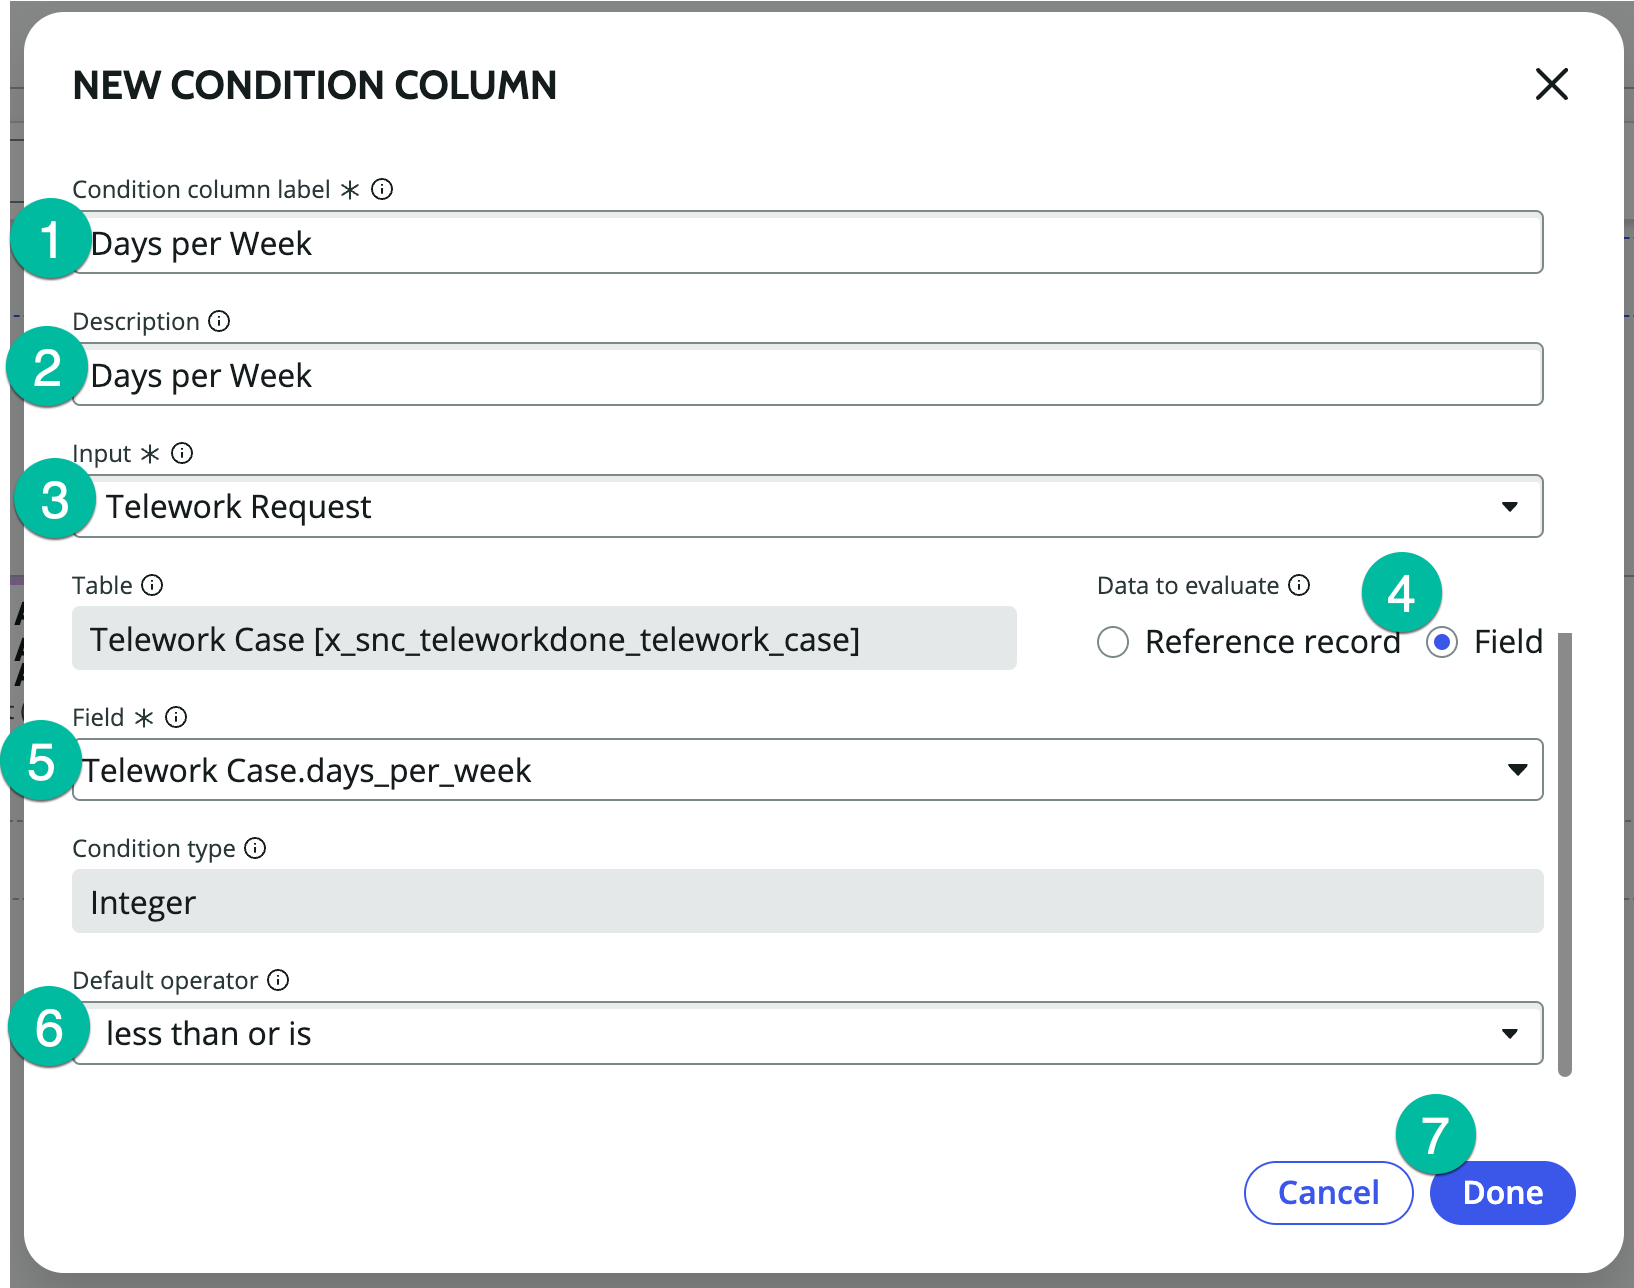 NEW CONDITION COLUMN
Condition column label *
1 Days per Week
Description
2 Days per Week
Input *
3 Telework Request
Table
Data to evaluate
4
Telework Case [x_snc_teleworkdone_telework_case]
Reference record
Field
Field *
5 Telework Case.days_per_week
Condition type
Integer
Default operator
6 less than or is
7
Cancel
Done